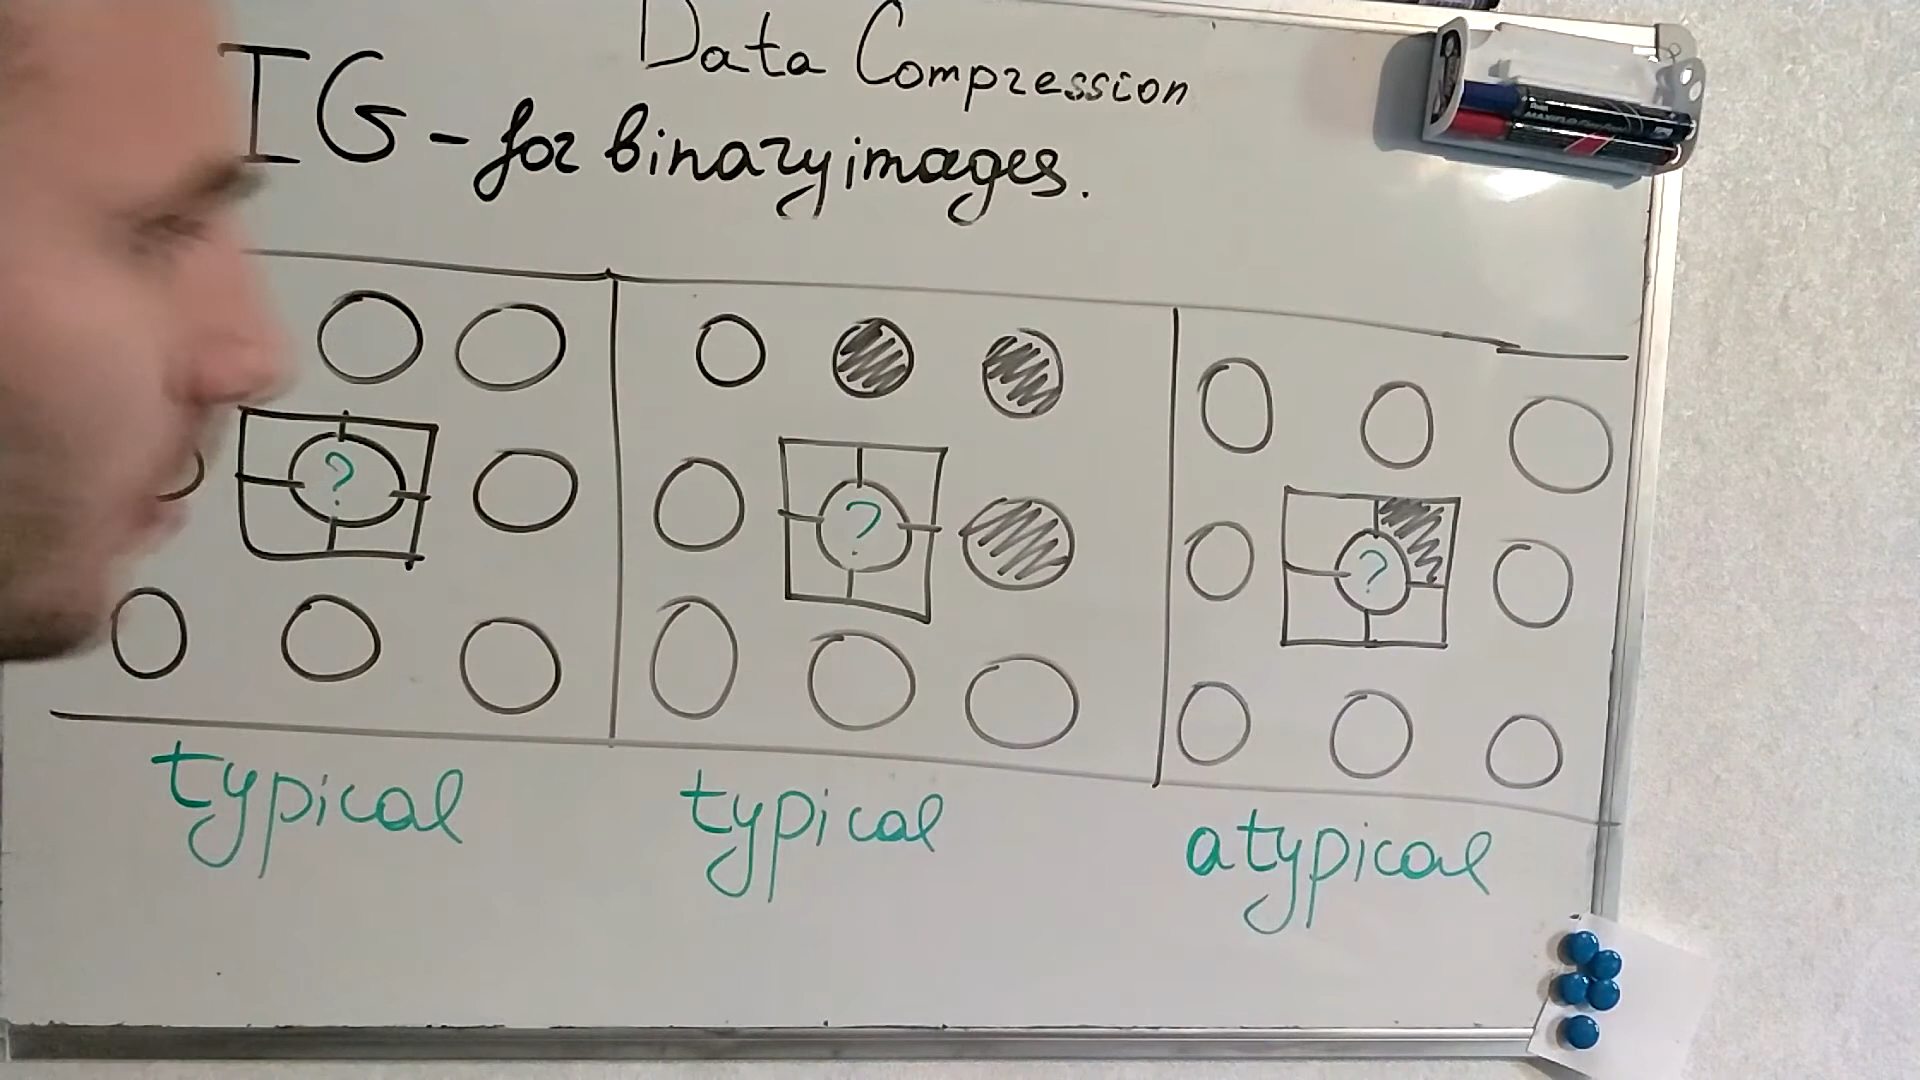 Data Compression
IG - for binary images.
?
?
?
typical
typical
atypical